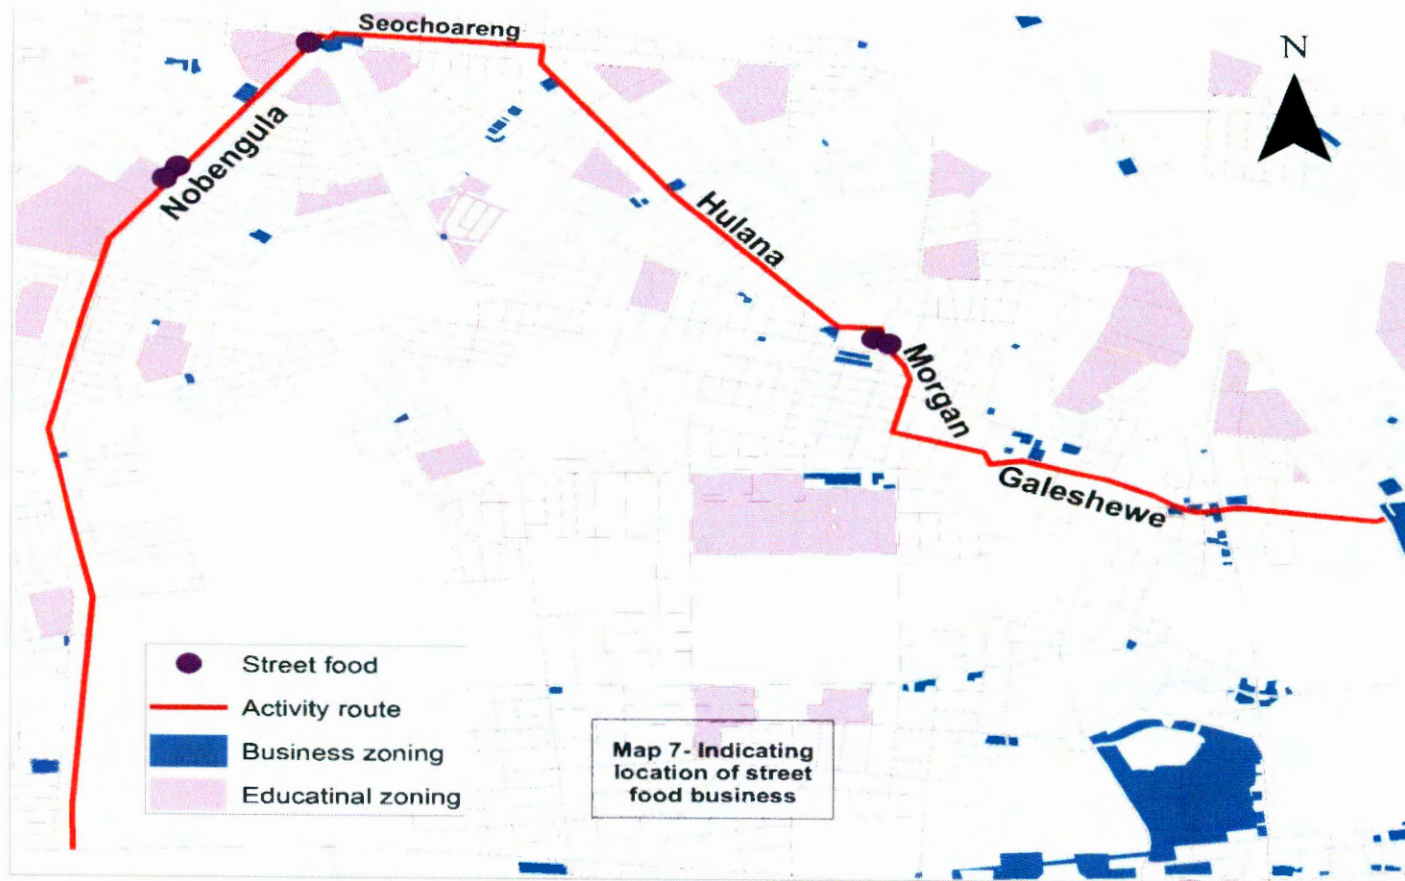 Seochoareng
N
Nobengula
Hulana
Morgan
Galeshewe
Street food
Activity route
Business zoning
Educatinal zoning
Map 7- Indicating
location of street
food business